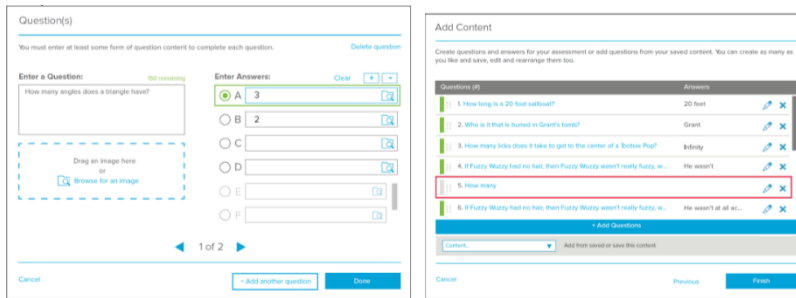 Question(s)
You must enter at least some form of question content to complete each question.
Delete question
Enter a Question:
150 remaining
How many angles does a triangle have?
Drag an image here
or
Browse for an image
Enter Answers:
Clear + -
A 3
B 2
C
D
E
F
1 of 2
Cancel
+ Add another question
Done
Add Content
Create questions and answers for your assessment or add questions from your saved content. You can create as many as
you like and save, edit and rearrange them too.
Questions (#) Answers
1. How long is a 20 foot sailboat? 20 feet
2. Who is it that is buried in Grant's tomb? Grant
3. How many licks does it take to get to the center of a Tootsie Pop? Infinity
4. If Fuzzy Wuzzy had no hair, then Fuzzy Wuzzy wasn't really fuzzy, w... He wasn't
5. How many
6. If Fuzzy Wuzzy had no hair, then Fuzzy Wuzzy wasn't really fuzzy, w... He wasn't at all ac...
+ Add Questions
Content... Add from saved or save this content
Cancel
Previous
Finish